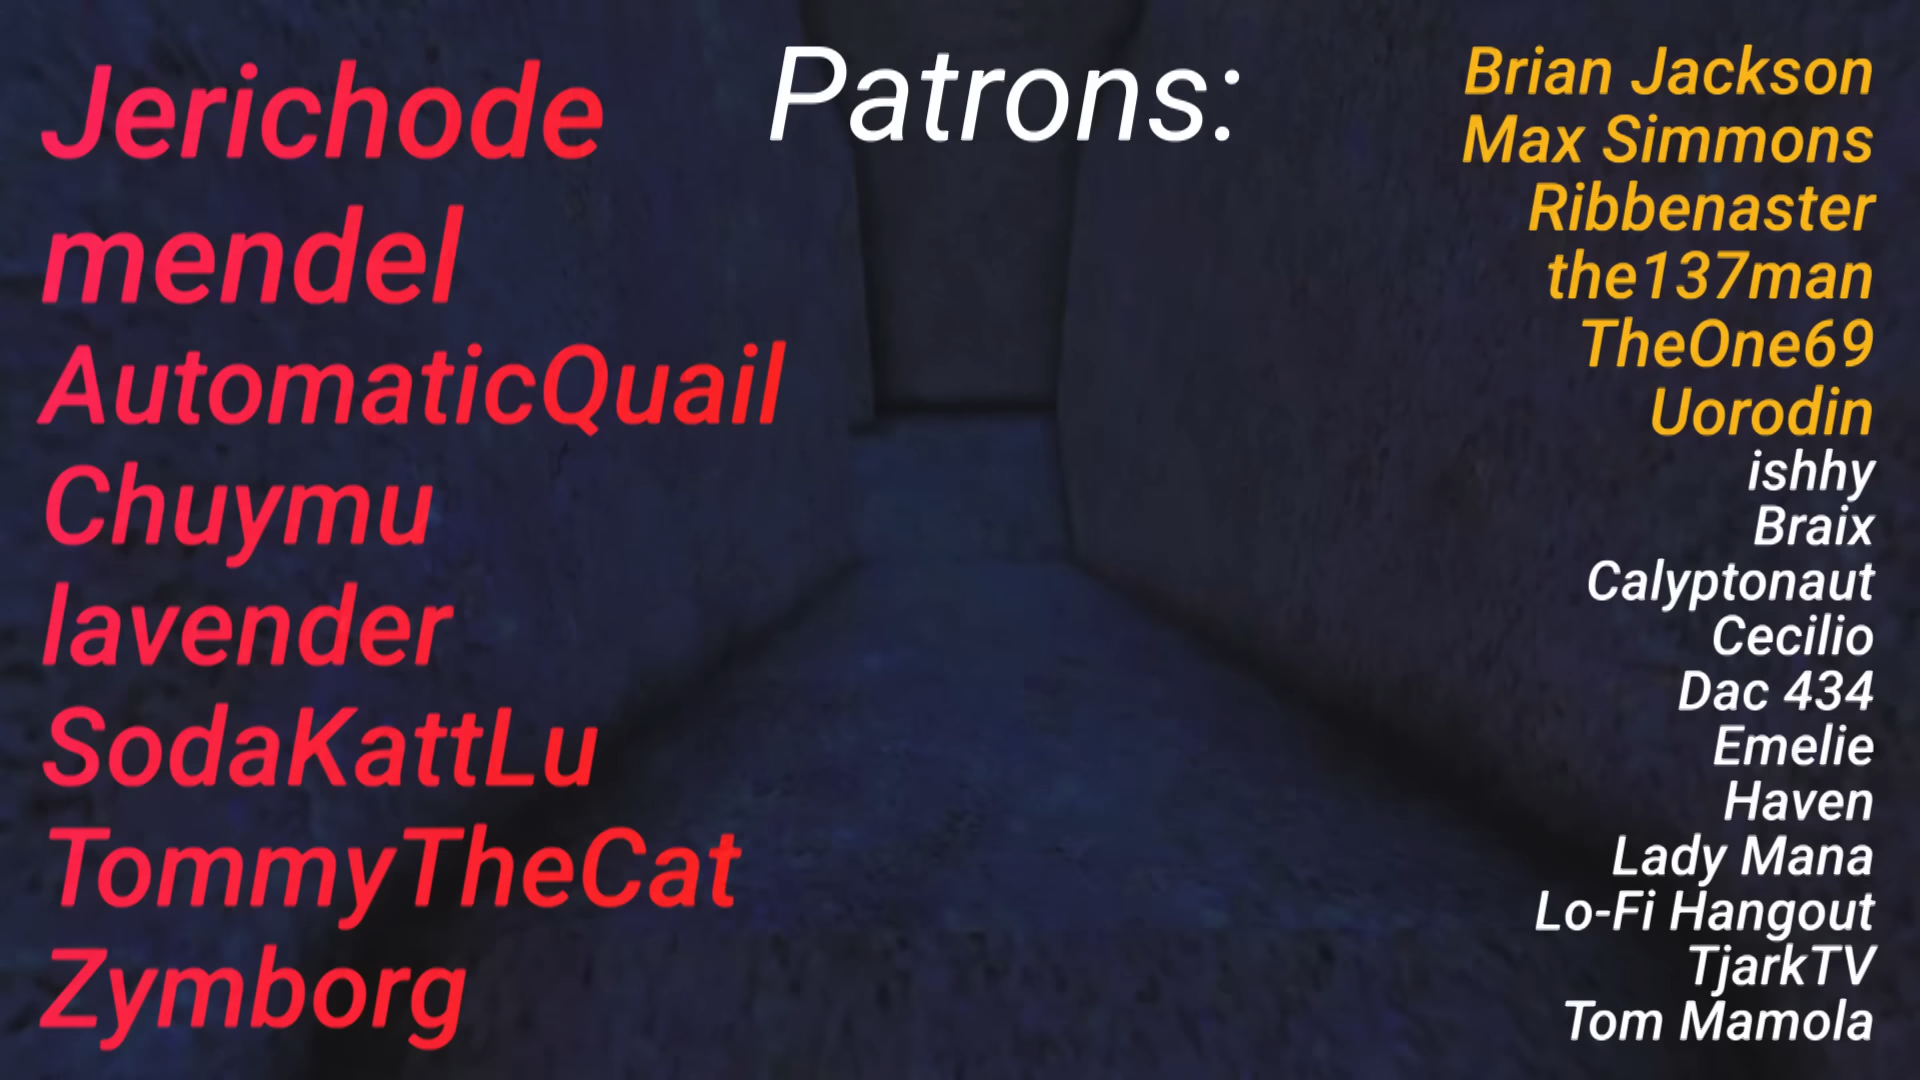 Patrons:
Jerichode
mendel
AutomaticQuail
Chuymu
lavender
SodaKattLu
TommyTheCat
Zymborg
Brian Jackson
Max Simmons
Ribbenaster
the137man
TheOne69
Uorodin
ishhy
Braix
Calyptonaut
Cecilio
Dac 434
Emelie
Haven
Lady Mana
Lo-Fi Hangout
TjarkTV
Tom Mamola